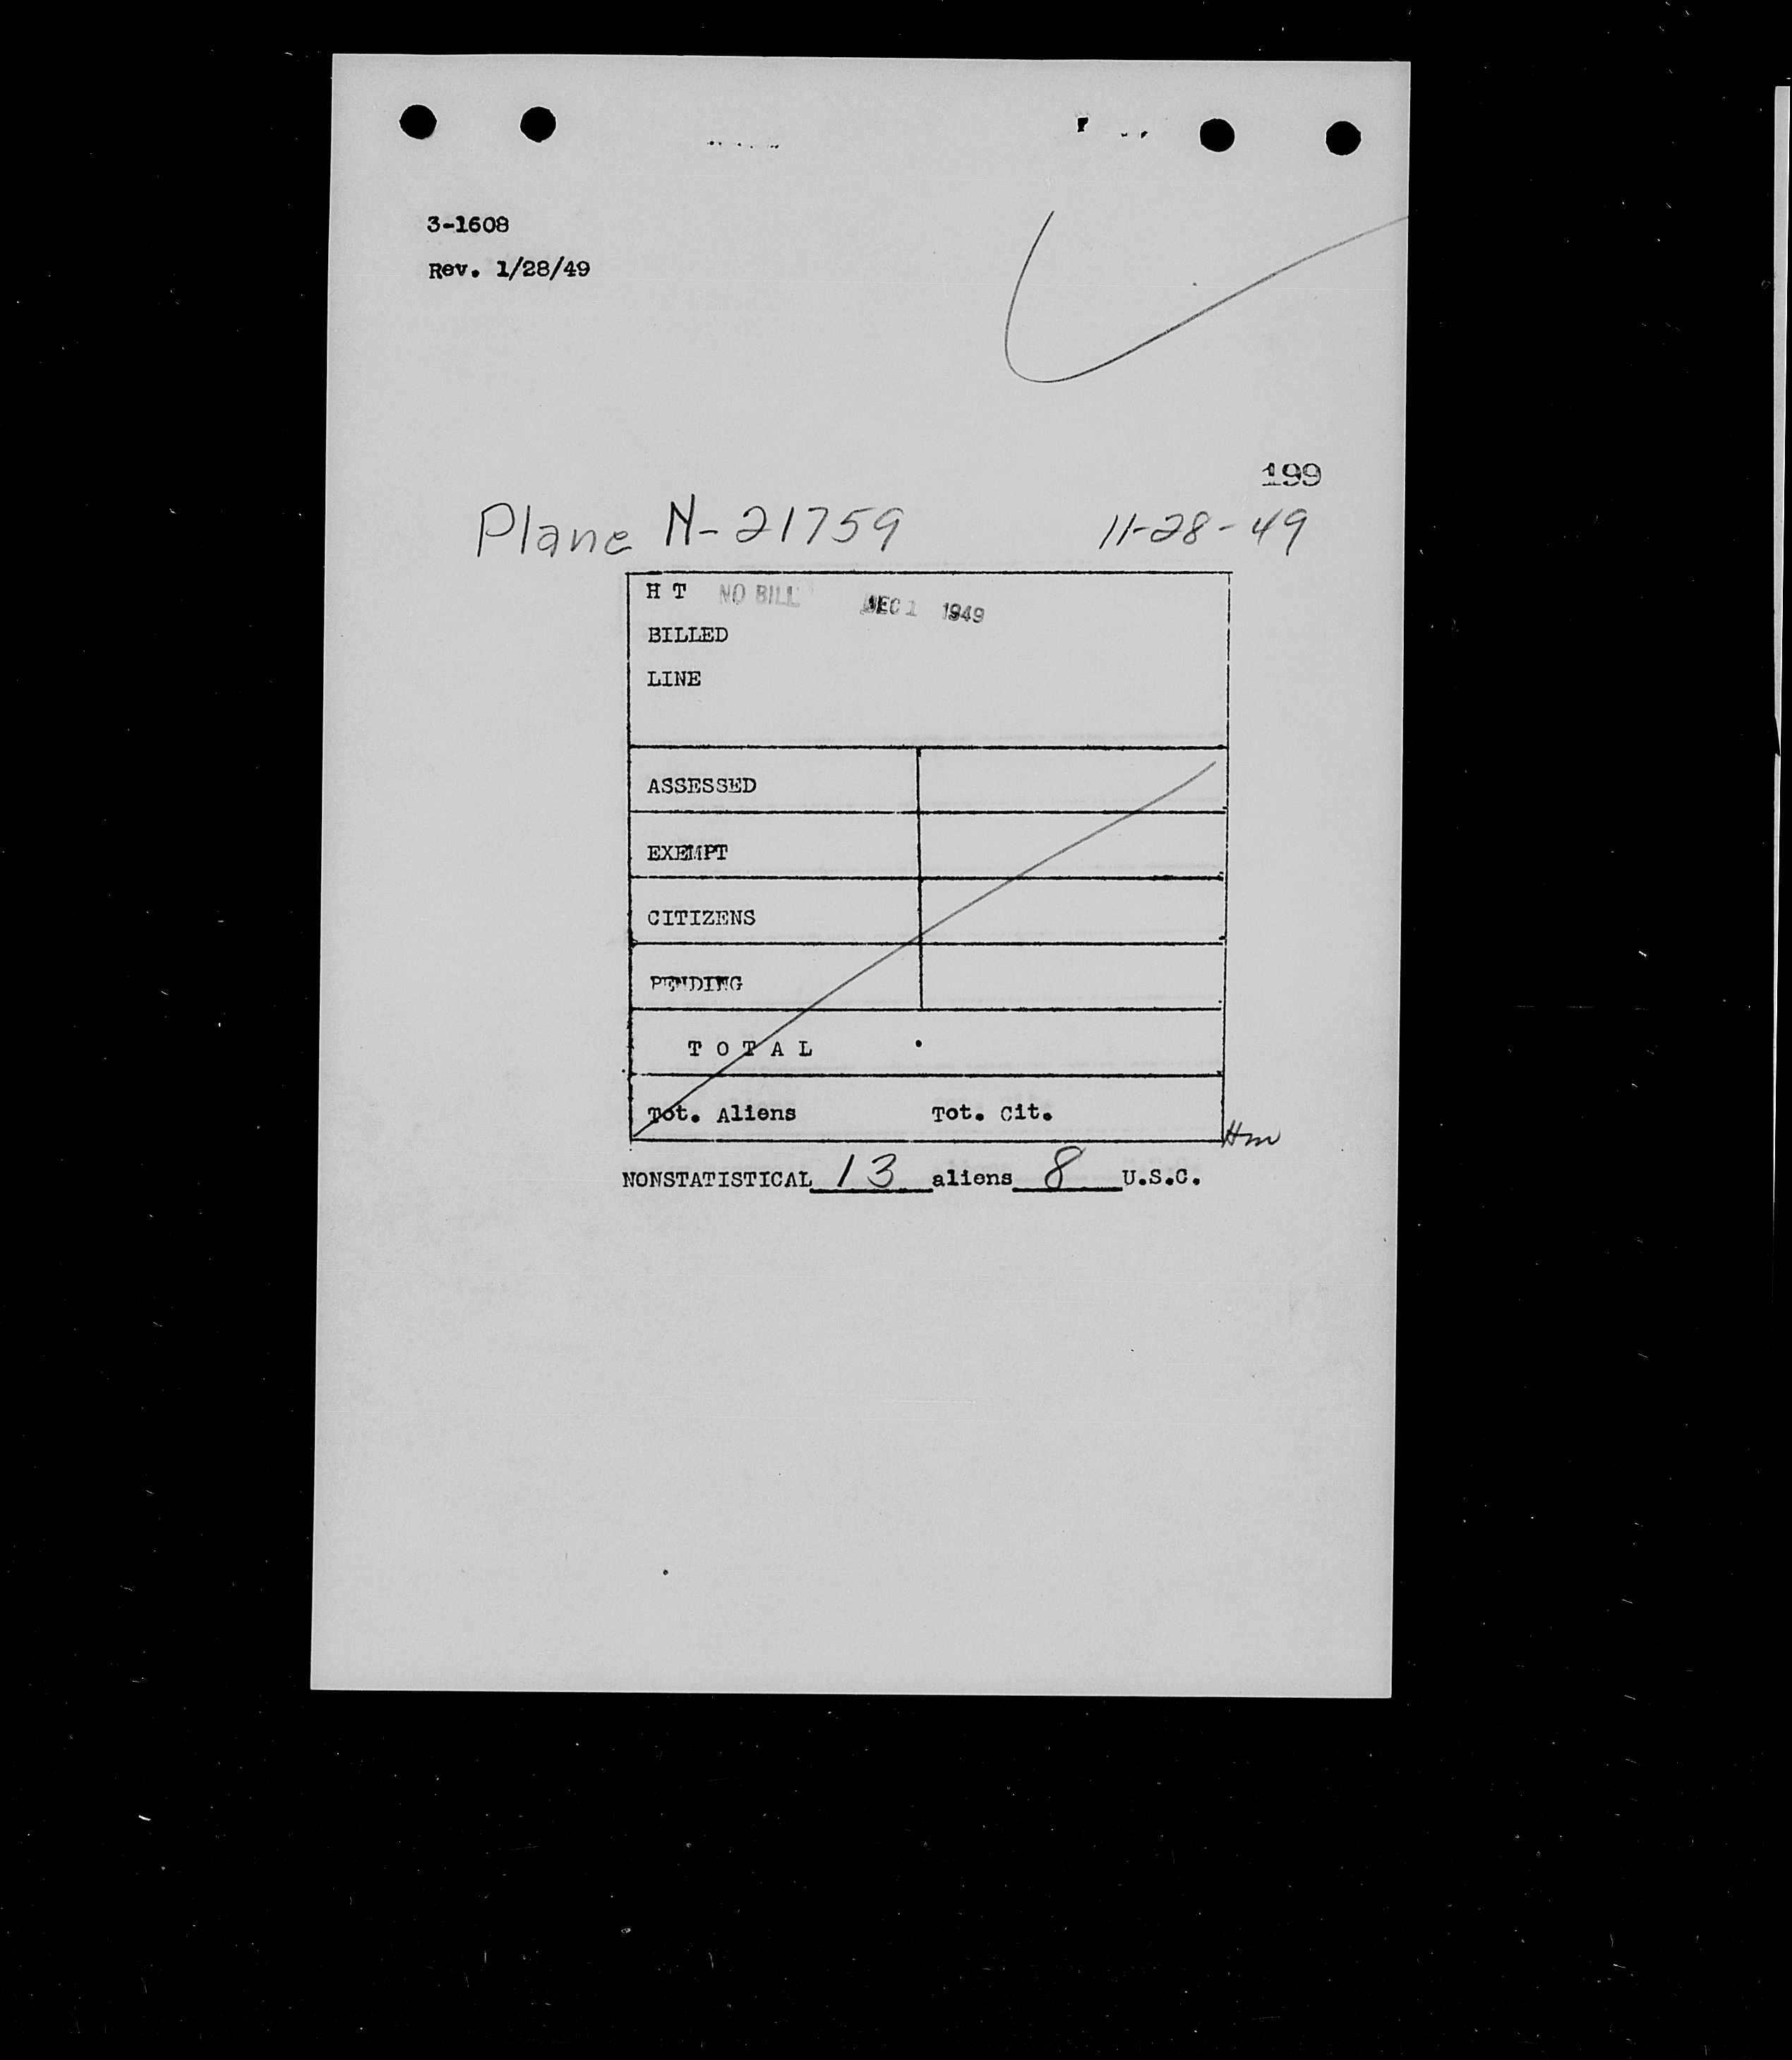 3-1608
Rev. 1/28/49
199
Plane N-21759 11-28-49
H T NO BILL DEC 1 1949
BILLED
LINE
ASSESSED
EXEMPT
CITIZENS
PENDING
T O T A L
Tot. Aliens Tot. Cit.
Hm
NONSTATISTICAL 13 aliens 8 U.S.C.